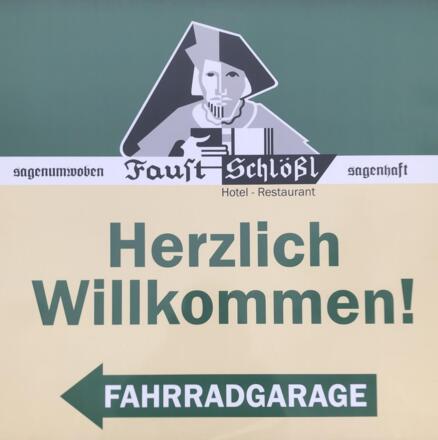 sagenumwoben Faust Schlößl sagenhaft
Hotel - Restaurant
Herzlich
Willkommen!
FAHRRADGARAGE